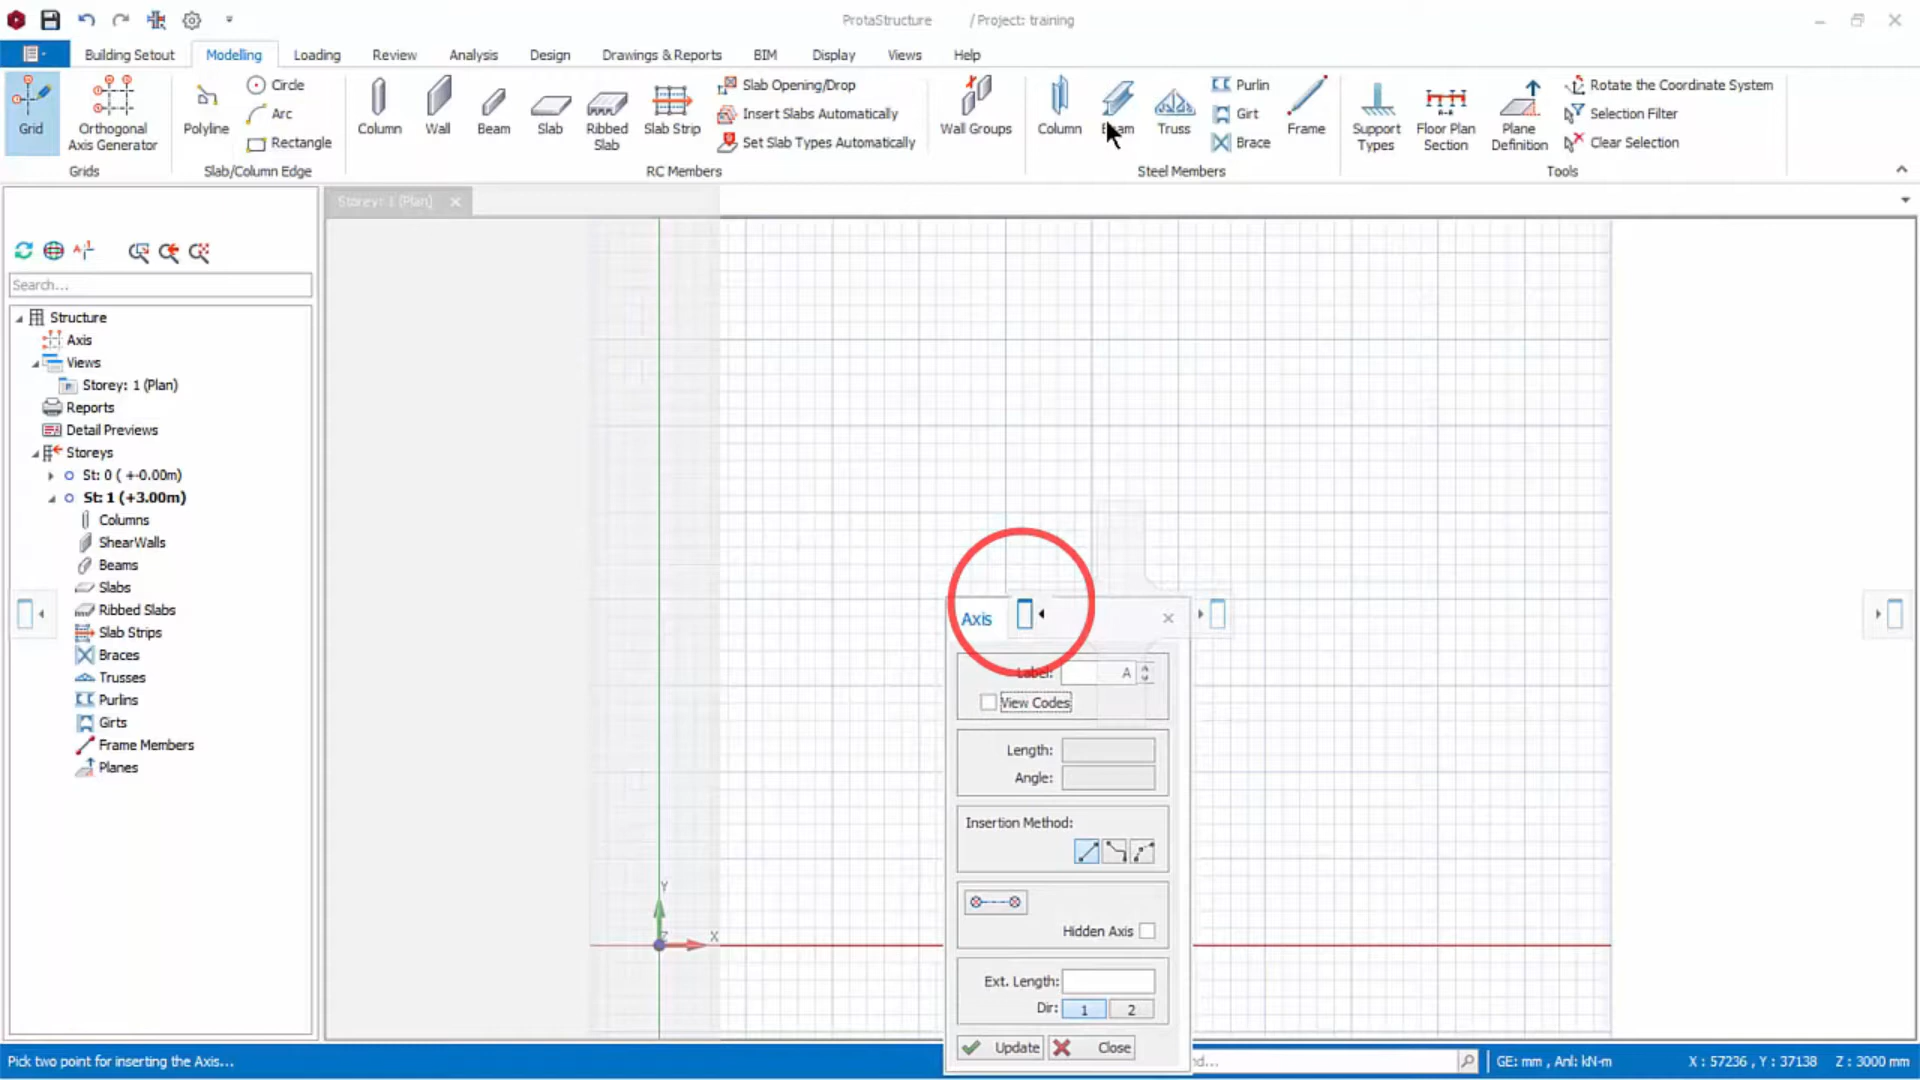 ProtaStructure / Project: training
Building Setout Modelling Loading Review Analysis Design Drawings & Reports BIM Display Views Help
Grid
Orthogonal Axis Generator
Grids
Polyline
Circle
Arc
Rectangle
Slab/Column Edge
Column
Wall
Beam
Slab
Ribbed Slab
Slab Strip
Slab Opening/Drop
Insert Slabs Automatically
Set Slab Types Automatically
RC Members
Wall Groups
Column
Beam
Truss
Purlin
Girt
Brace
Frame
Steel Members
Support Types
Floor Plan Section
Plane Definition
Rotate the Coordinate System
Selection Filter
Clear Selection
Tools
Storey: 1 (Plan)
Search...
Structure
Axis
Views
Storey: 1 (Plan)
Reports
Detail Previews
Storeys
St: 0 ( +-0.00m)
St: 1 (+3.00m)
Columns
ShearWalls
Beams
Slabs
Ribbed Slabs
Slab Strips
Braces
Trusses
Purlins
Girts
Frame Members
Planes
Y
Z
X
Axis
Label: A
View Codes
Length:
Angle:
Insertion Method:
Hidden Axis
Ext. Length:
Dir: 1 2
Update Close
Pick two point for inserting the Axis...
GE: mm , Anl: kN-m
X : 57236 , Y : 37138 Z : 3000 mm